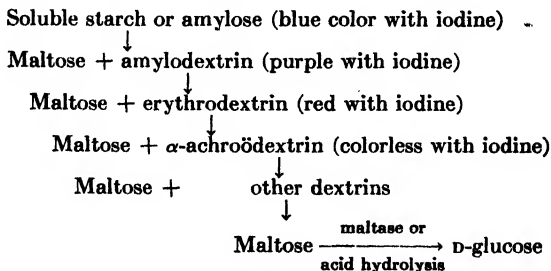 Soluble starch or amylose (blue color with iodine)
Maltose + amylodextrin (purple with iodine)
Maltose + erythrodextrin (red with iodine)
Maltose + α-achroödextrin (colorless with iodine)
Maltose + other dextrins
Maltose maltase or acid hydrolysis D-glucose